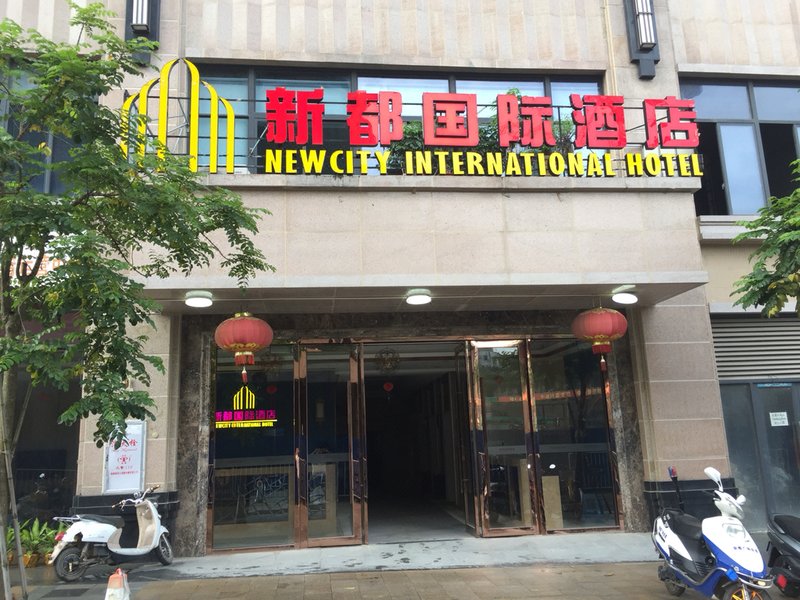 新都国际酒店
NEWCITY INTERNATIONAL HOTEL
新都国际酒店
NEWCITY INTERNATIONAL HOTEL